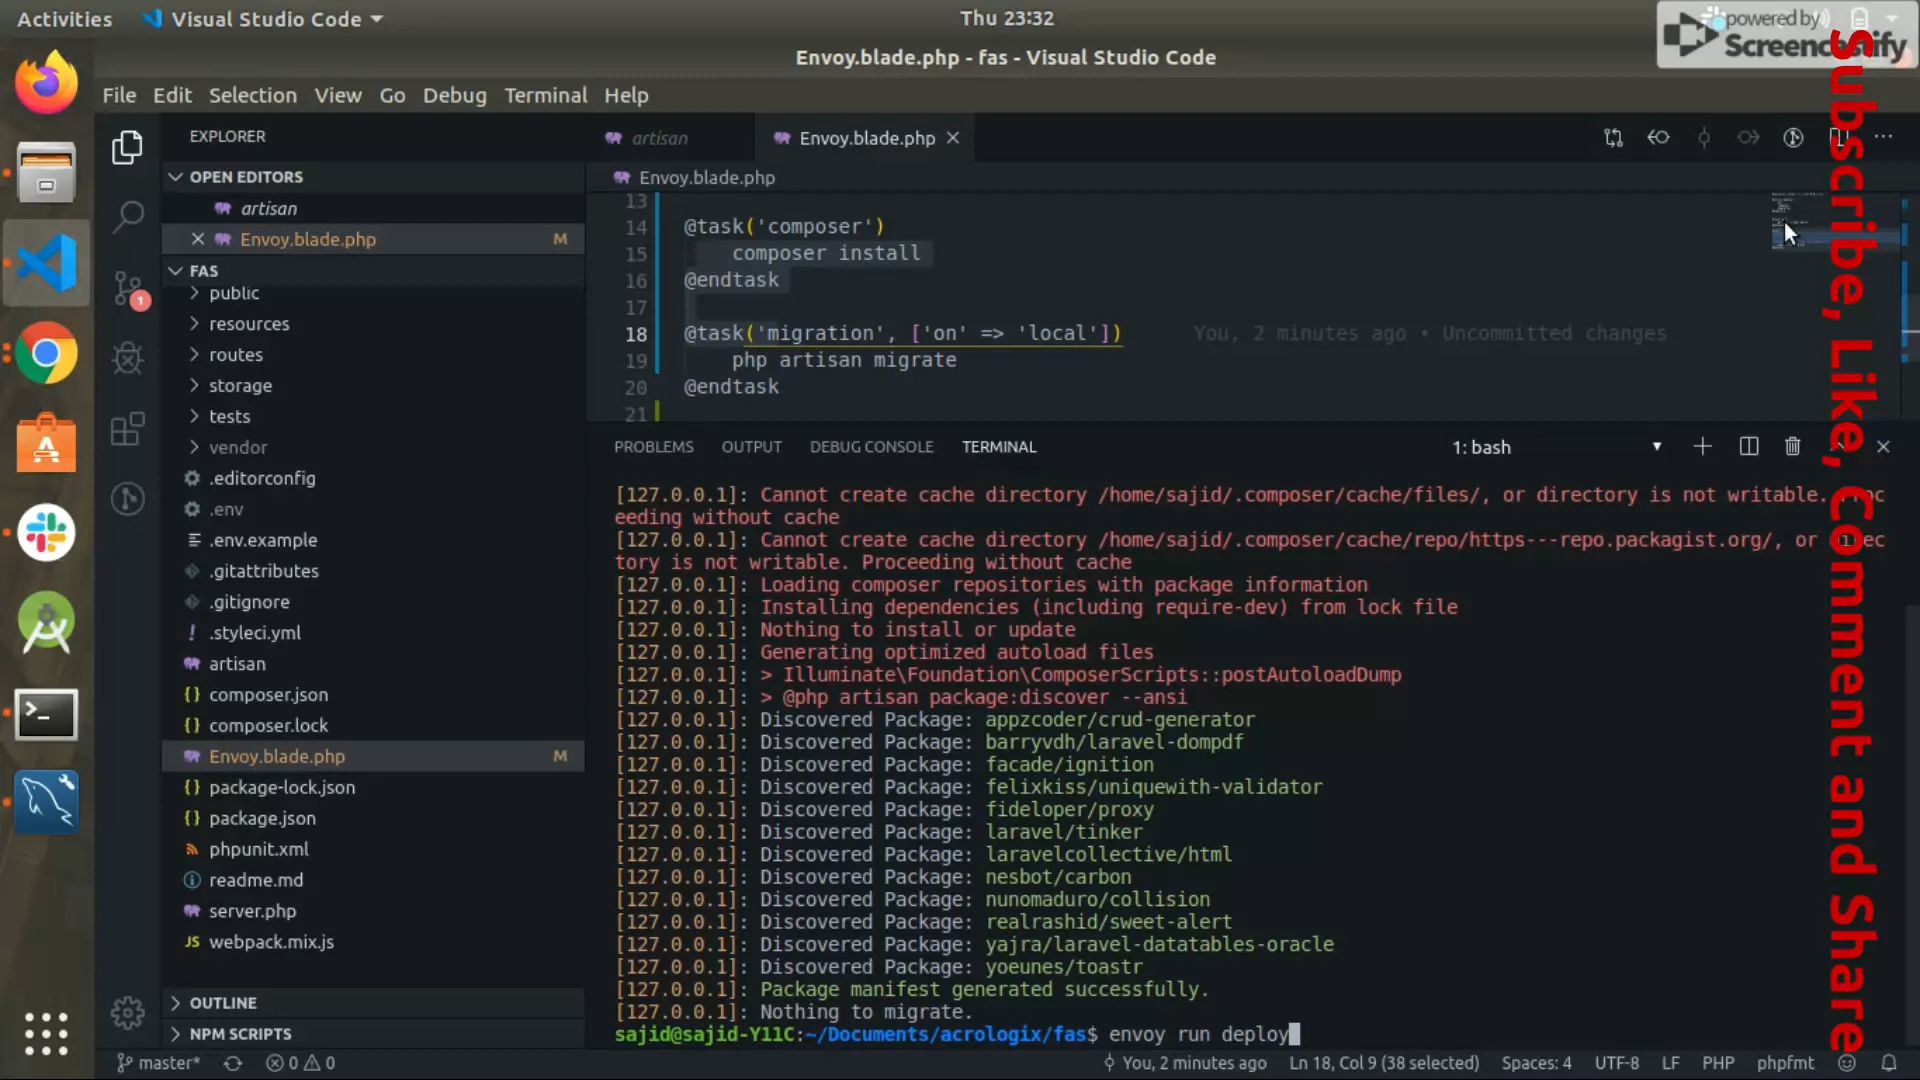 Activities
Visual Studio Code
Thu 23:32
powered by
Screencastify
Envoy.blade.php - fas - Visual Studio Code
File Edit Selection View Go Debug Terminal Help
EXPLORER
OPEN EDITORS
artisan
Envoy.blade.php M
FAS
public
resources
routes
storage
tests
vendor
.editorconfig
.env
.env.example
.gitattributes
.gitignore
.styleci.yml
artisan
composer.json
composer.lock
Envoy.blade.php M
package-lock.json
package.json
phpunit.xml
readme.md
server.php
JS webpack.mix.js
OUTLINE
NPM SCRIPTS
1
artisan
Envoy.blade.php
Envoy.blade.php
13
14 @task('composer')
15 composer install
16 @endtask
17
18 @task('migration', ['on' => 'local']) You, 2 minutes ago • Uncommitted changes
19 php artisan migrate
20 @endtask
21
PROBLEMS OUTPUT DEBUG CONSOLE TERMINAL
1: bash
[127.0.0.1]: Cannot create cache directory /home/sajid/.composer/cache/files/, or directory is not writable.
eeding without cache
[127.0.0.1]: Cannot create cache directory /home/sajid/.composer/cache/repo/https---repo.packagist.org/, or
tory is not writable. Proceeding without cache
[127.0.0.1]: Loading composer repositories with package information
[127.0.0.1]: Installing dependencies (including require-dev) from lock file
[127.0.0.1]: Nothing to install or update
[127.0.0.1]: Generating optimized autoload files
[127.0.0.1]: > Illuminate\Foundation\ComposerScripts::postAutoloadDump
[127.0.0.1]: > @php artisan package:discover --ansi
[127.0.0.1]: Discovered Package: appzcoder/crud-generator
[127.0.0.1]: Discovered Package: barryvdh/laravel-dompdf
[127.0.0.1]: Discovered Package: facade/ignition
[127.0.0.1]: Discovered Package: felixkiss/uniquewith-validator
[127.0.0.1]: Discovered Package: fideloper/proxy
[127.0.0.1]: Discovered Package: laravel/tinker
[127.0.0.1]: Discovered Package: laravelcollective/html
[127.0.0.1]: Discovered Package: nesbot/carbon
[127.0.0.1]: Discovered Package: nunomaduro/collision
[127.0.0.1]: Discovered Package: realrashid/sweet-alert
[127.0.0.1]: Discovered Package: yajra/laravel-datatables-oracle
[127.0.0.1]: Discovered Package: yoeunes/toastr
[127.0.0.1]: Package manifest generated successfully.
[127.0.0.1]: Nothing to migrate.
sajid@sajid-Y11C:~/Documents/acrologix/fas$ envoy run deploy
Subscribe, Like, Comment and Share
master* 0 0
You, 2 minutes ago Ln 18, Col 9 (38 selected) Spaces: 4 UTF-8 LF PHP phpfmt